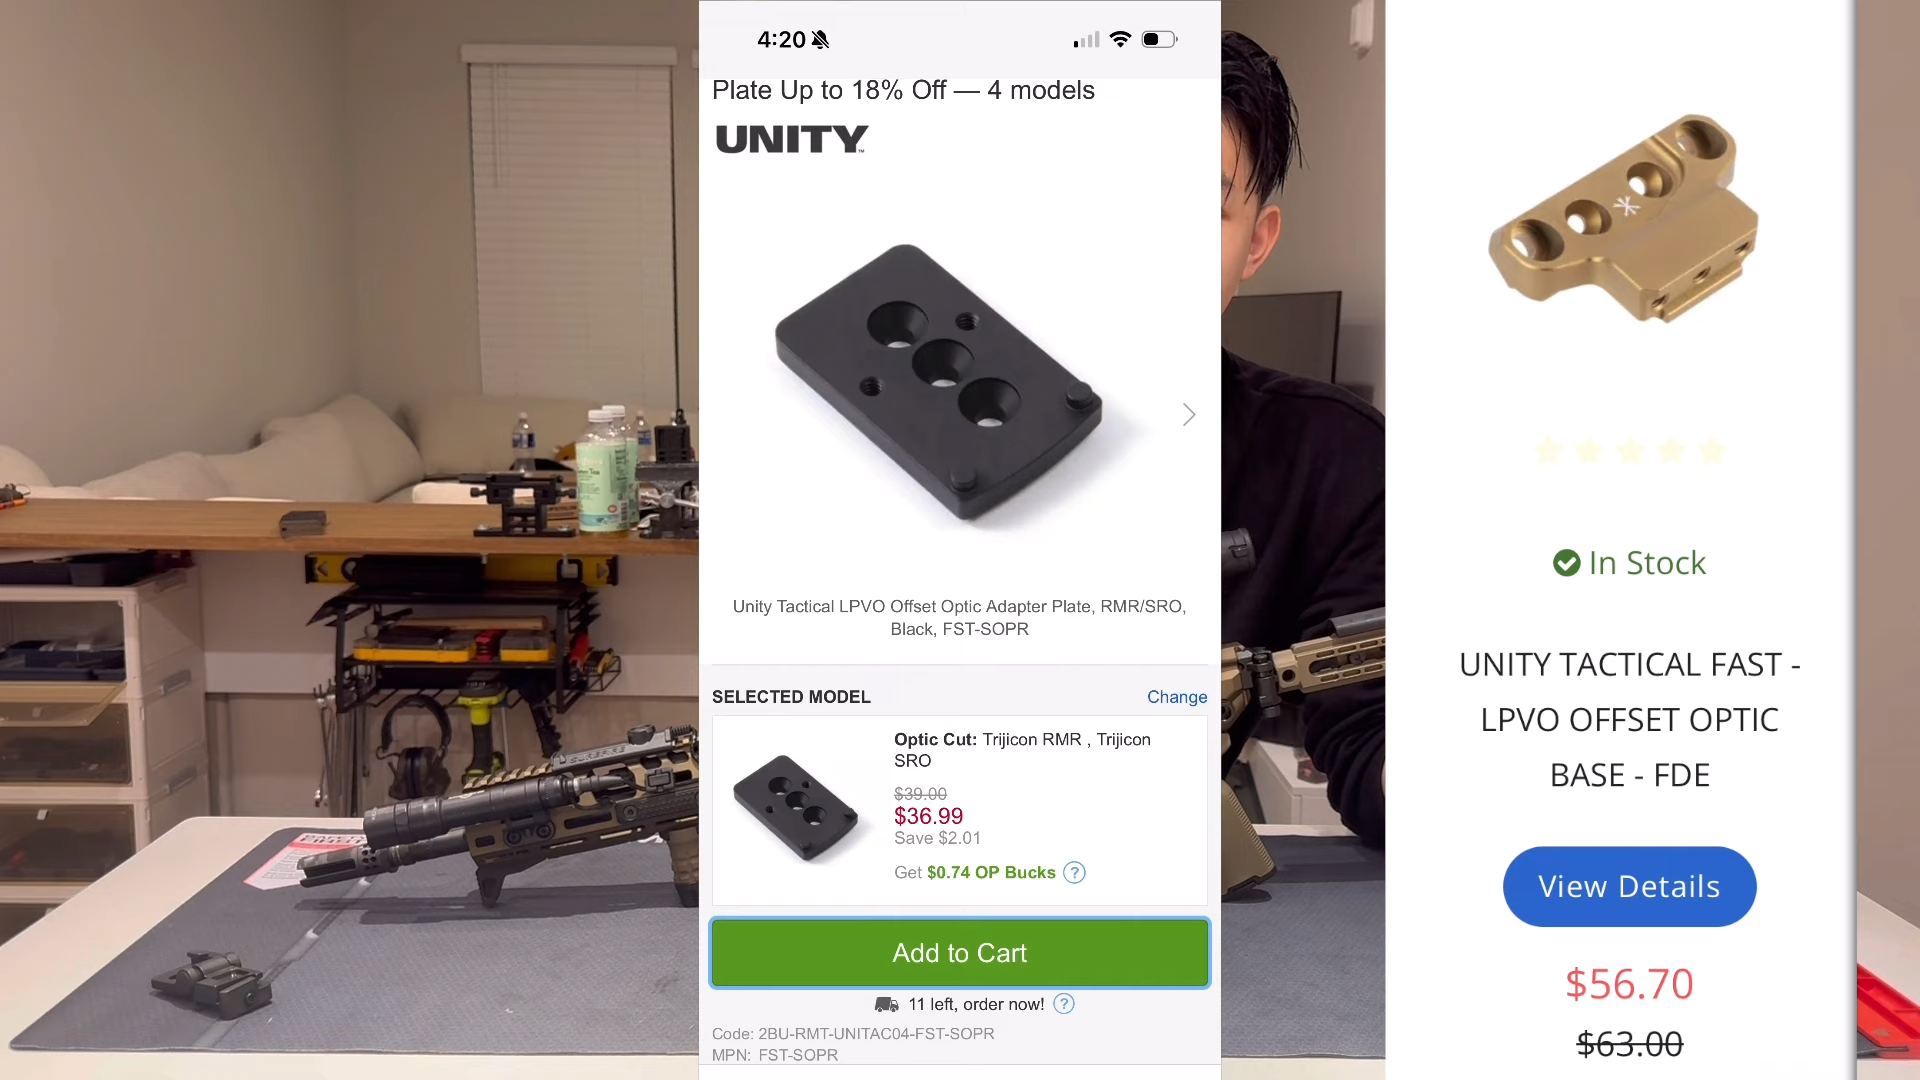 4:20
Plate Up to 18% Off — 4 models
UNITY
Unity Tactical LPVO Offset Optic Adapter Plate, RMR/SRO,
Black, FST-SOPR
SELECTED MODEL
Change
Optic Cut: Trijicon RMR , Trijicon
SRO
$39.00
$36.99
Save $2.01
Get $0.74 OP Bucks ?
Add to Cart
11 left, order now! ?
Code: 2BU-RMT-UNITAC04-FST-SOPR
MPN: FST-SOPR
In Stock
UNITY TACTICAL FAST -
LPVO OFFSET OPTIC
BASE - FDE
View Details
$56.70
$63.00